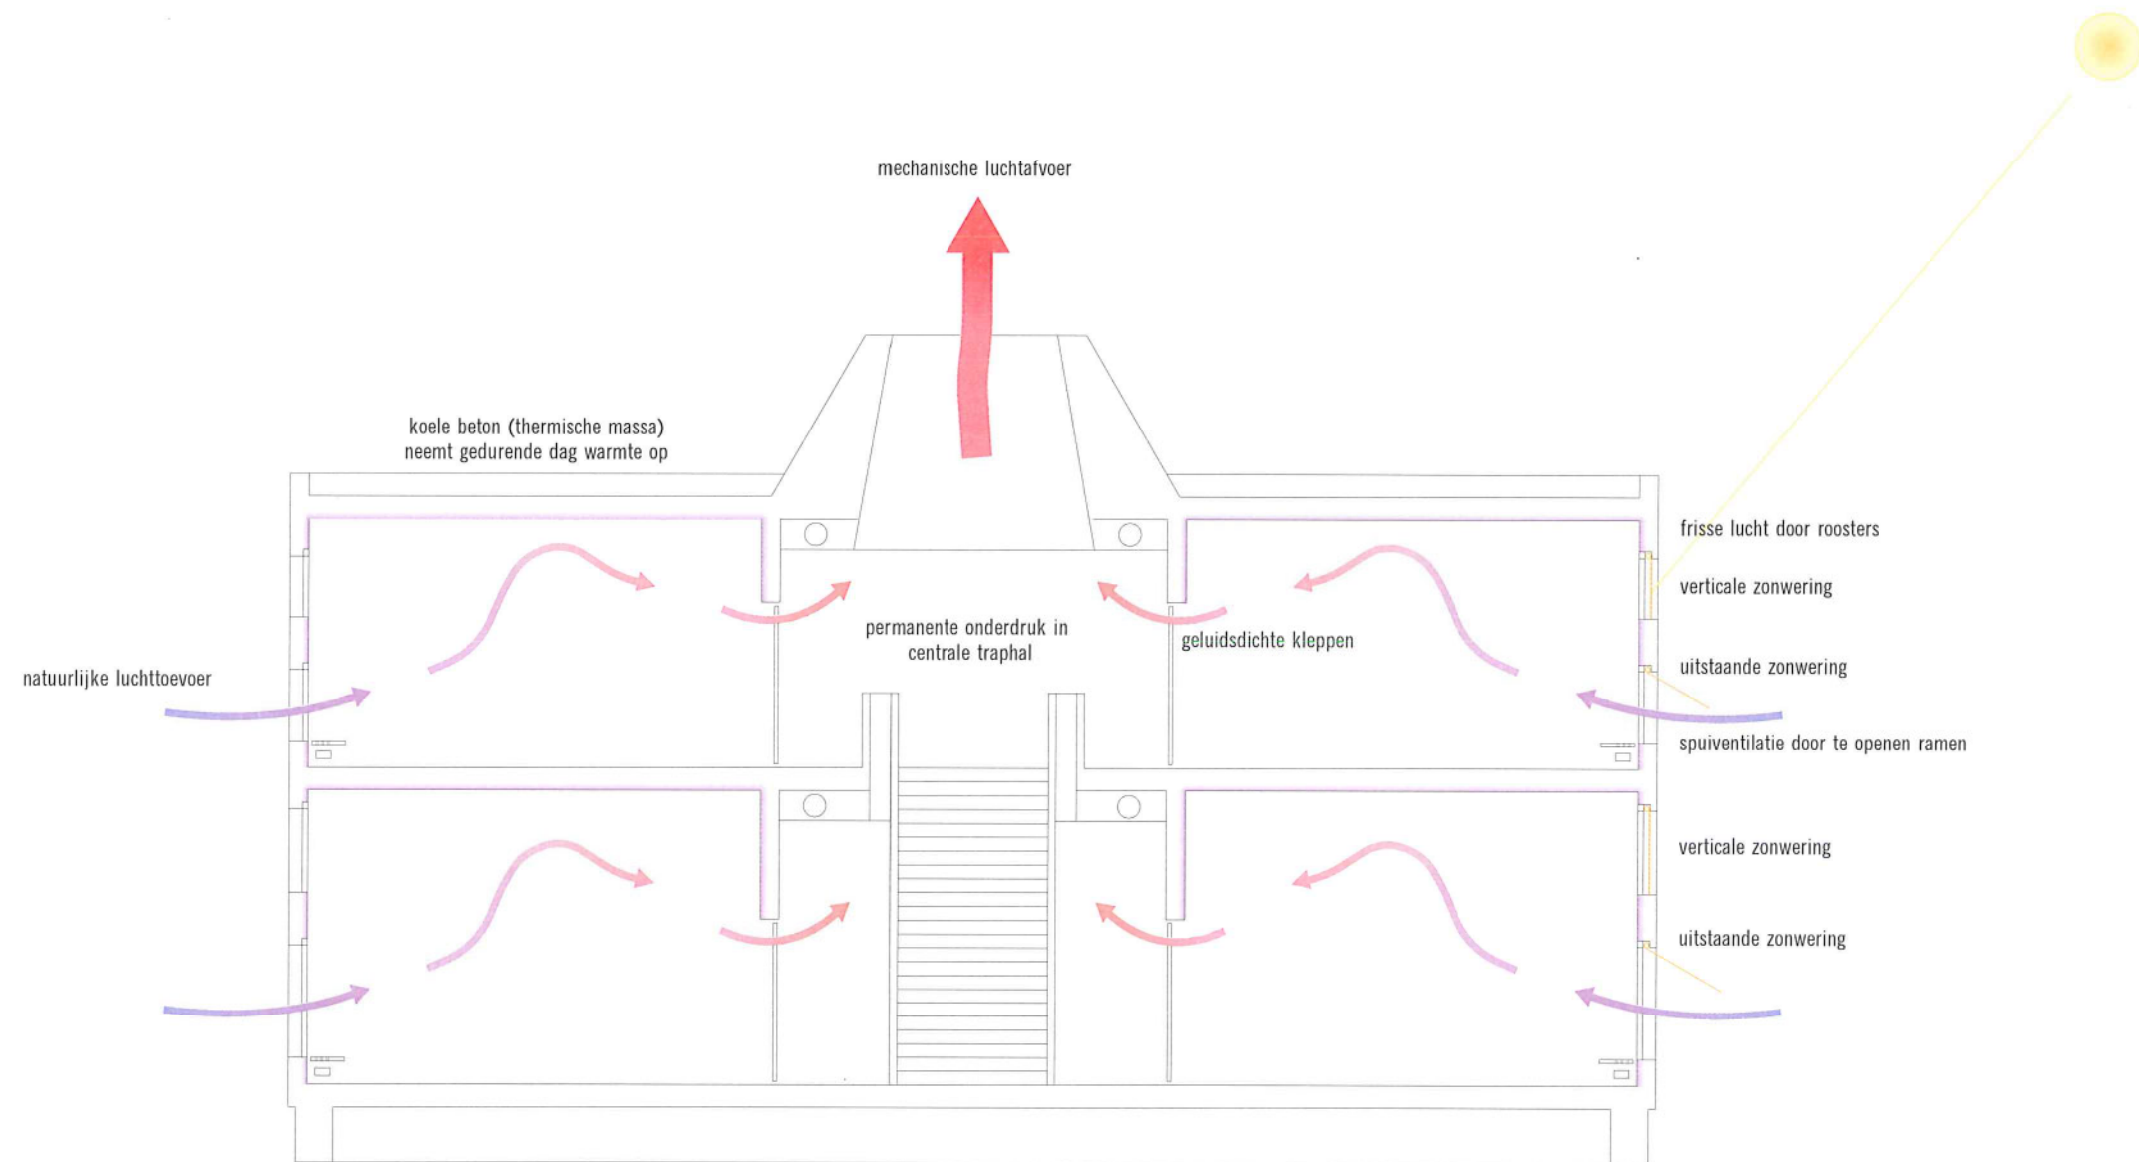 mechanische luchtafvoer
koele beton (thermische massa)
neemt gedurende dag warmte op
frisse lucht door roosters
verticale zonwering
permanente onderdruk in
centrale traphal
geluidsdichte kleppen
uitstaande zonwering
natuurlijke luchttoevoer
spuiventilatie door te openen ramen
verticale zonwering
uitstaande zonwering